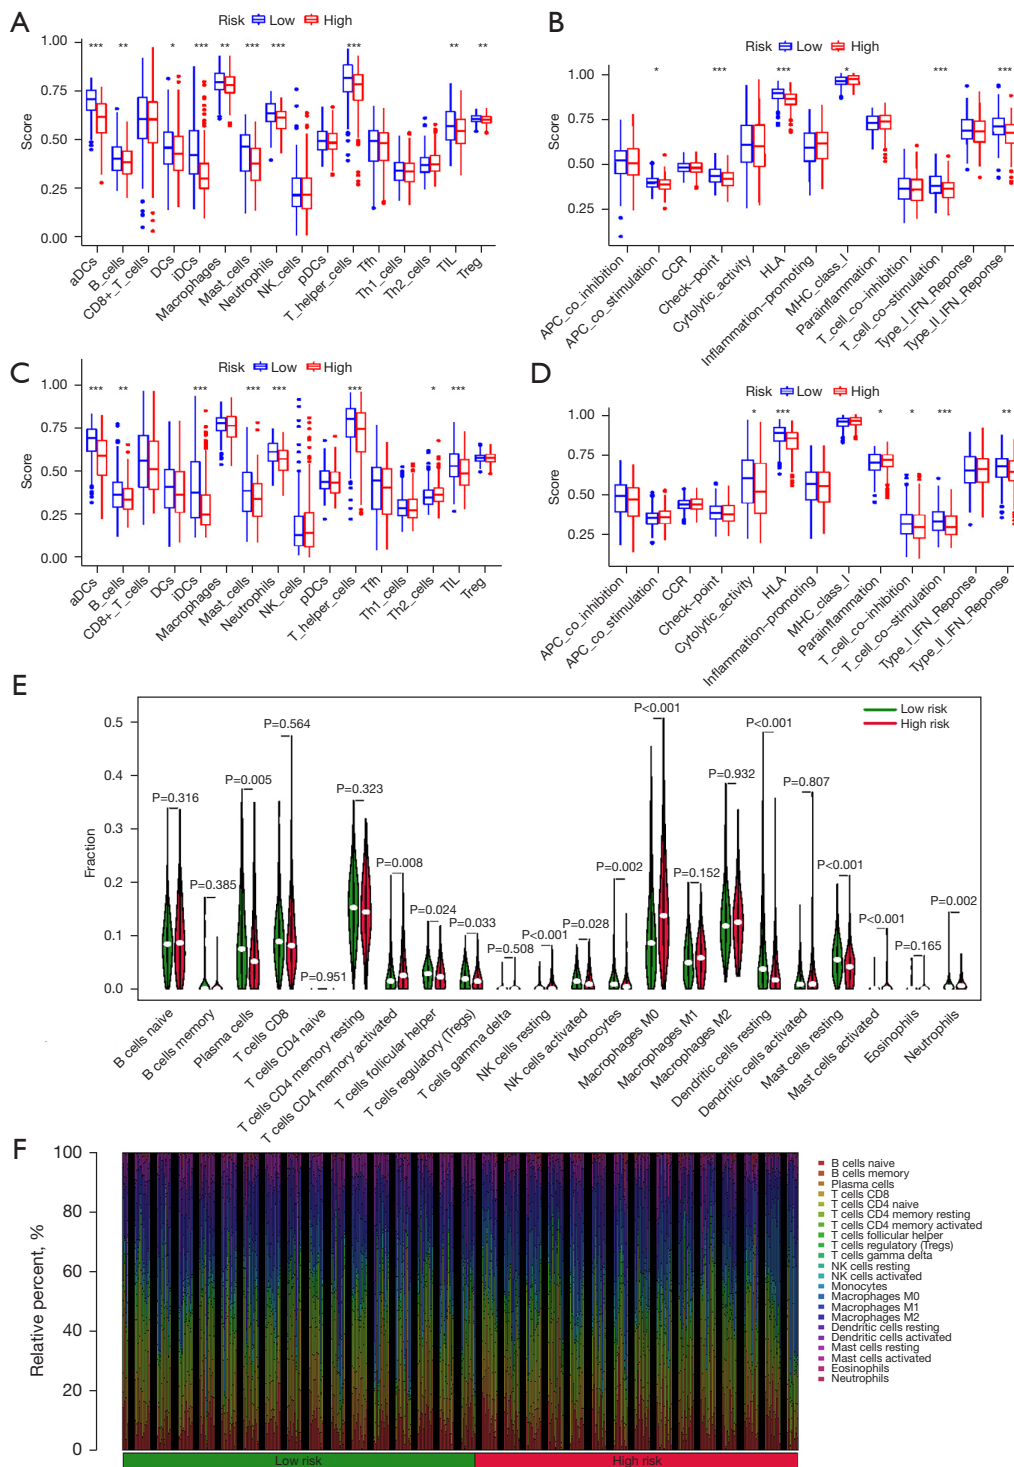 A
Risk Low High
*** ** * *** ** *** *** *** ** **
Score
1.00
0.75
0.50
0.25
0.00
aDCs
B_cells
CD8+_T_cells
DCs
iDCs
Macrophages
Mast_cells
Neutrophils
NK_cells
pDCs
T_helper_cells
Tfh
Th1_cells
Th2_cells
TIL
Treg
B
Risk Low High
* *** *** * *** ***
Score
1.00
0.75
0.50
0.25
APC_co_inhibition
APC_co_stimulation
CCR
Check-point
Cytolytic_activity
HLA
Inflammation-promoting
MHC_class_I
Parainflammation
T_cell_co-inhibition
T_cell_co-stimulation
Type_I_IFN_Reponse
Type_II_IFN_Reponse
C
Risk Low High
*** ** *** *** *** *** * ***
Score
1.00
0.75
0.50
0.25
0.00
aDCs
B_cells
CD8+_T_cells
DCs
iDCs
Macrophages
Mast_cells
Neutrophils
NK_cells
pDCs
T_helper_cells
Tfh
Th1_cells
Th2_cells
TIL
Treg
D
Risk Low High
* *** * * *** **
Score
1.00
0.75
0.50
0.25
APC_co_inhibition
APC_co_stimulation
CCR
Check-point
Cytolytic_activity
HLA
Inflammation-promoting
MHC_class_I
Parainflammation
T_cell_co-inhibition
T_cell_co-stimulation
Type_I_IFN_Reponse
Type_II_IFN_Reponse
E
Low risk
High risk
Fraction
0.5
0.4
0.3
0.2
0.1
0.0
P=0.316
P=0.385
P=0.005
P=0.564
P=0.951
P=0.323
P=0.008
P=0.024
P=0.033
P=0.508
P<0.001
P=0.028
P=0.002
P<0.001
P=0.152
P=0.932
P<0.001
P=0.807
P<0.001
P<0.001
P=0.165
P=0.002
B cells naive
B cells memory
Plasma cells
T cells CD8
T cells CD4 naive
T cells CD4 memory resting
T cells CD4 memory activated
T cells follicular helper
T cells regulatory (Tregs)
T cells gamma delta
NK cells resting
NK cells activated
Monocytes
Macrophages M0
Macrophages M1
Macrophages M2
Dendritic cells resting
Dendritic cells activated
Mast cells resting
Mast cells activated
Eosinophils
Neutrophils
F
Relative percent, %
100
80
60
40
20
0
Low risk
High risk
B cells naive
B cells memory
Plasma cells
T cells CD8
T cells CD4 naive
T cells CD4 memory resting
T cells CD4 memory activated
T cells follicular helper
T cells regulatory (Tregs)
T cells gamma delta
NK cells resting
NK cells activated
Monocytes
Macrophages M0
Macrophages M1
Macrophages M2
Dendritic cells resting
Dendritic cells activated
Mast cells resting
Mast cells activated
Eosinophils
Neutrophils